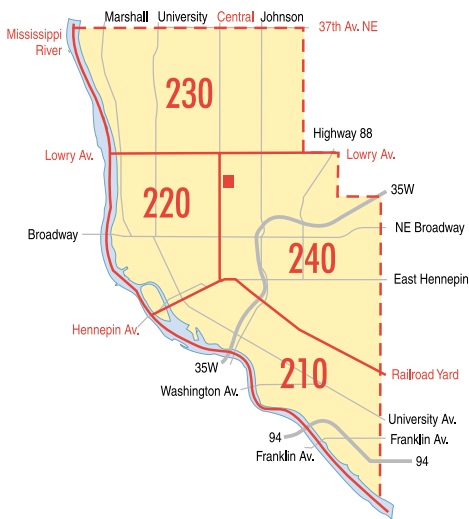 Marshall University Central Johnson
Mississippi
River
37th Av. NE
230
Highway 88
Lowry Av.
Lowry Av.
35W
220
Broadway
NE Broadway
240
East Hennepin
Hennepin Av.
35W
210
Railroad Yard
Washington Av.
University Av.
94
Franklin Av.
Franklin Av.
94